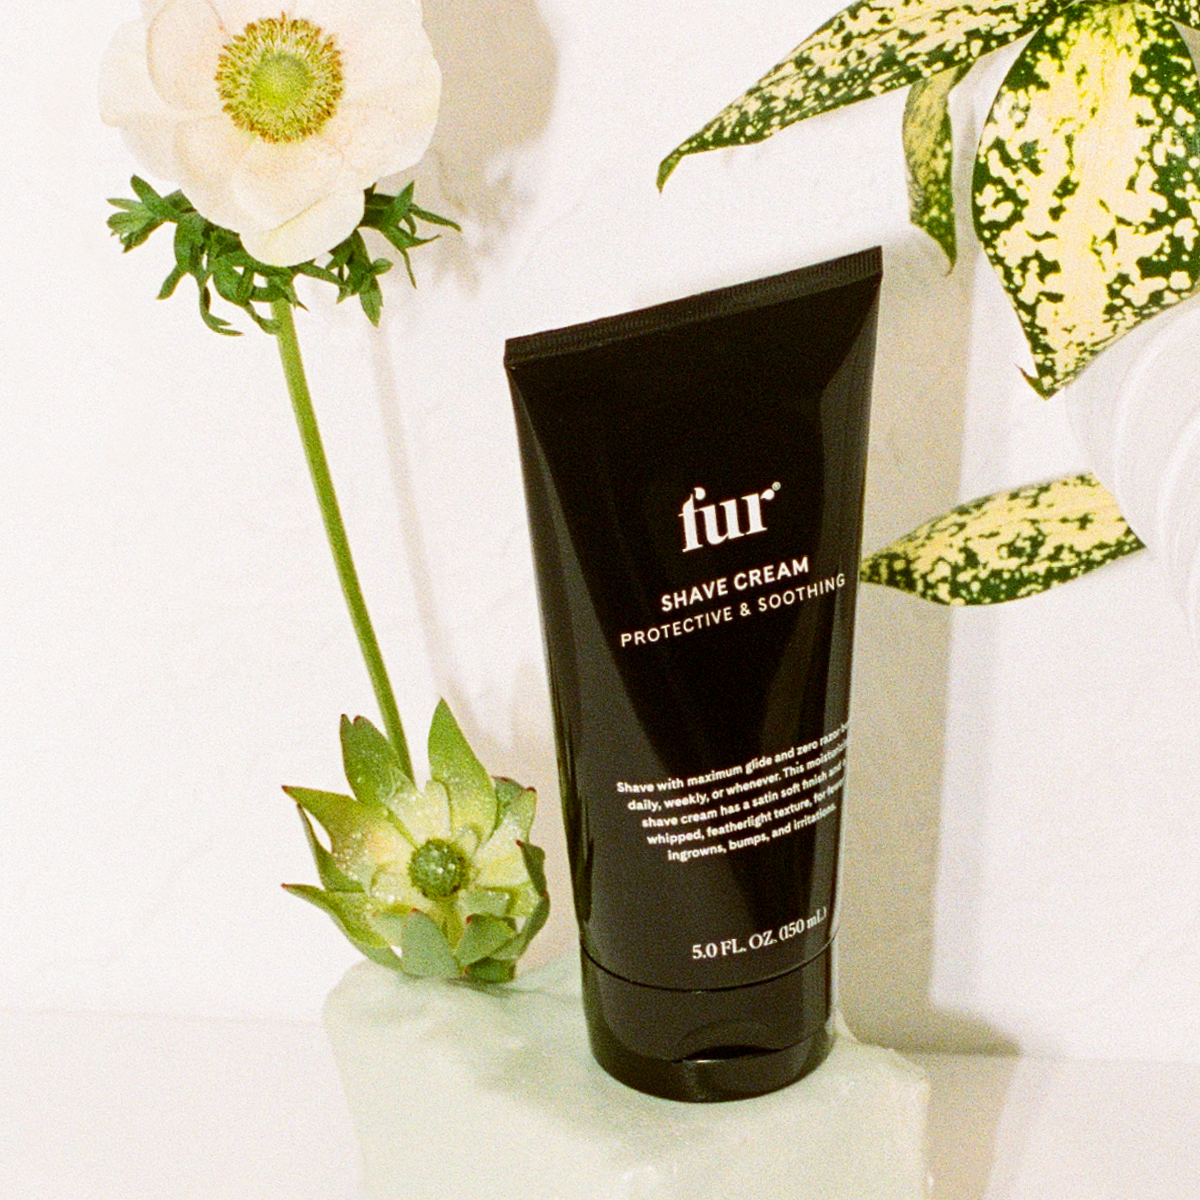 fur®
SHAVE CREAM
PROTECTIVE & SOOTHING
Shave with maximum glide and zero razor
daily, weekly, or whenever. This
shave cream has a satin soft finish and
whipped, featherlight texture, for
ingrowns, bumps, and irritations.
5.0 FL. OZ. (150 mL)